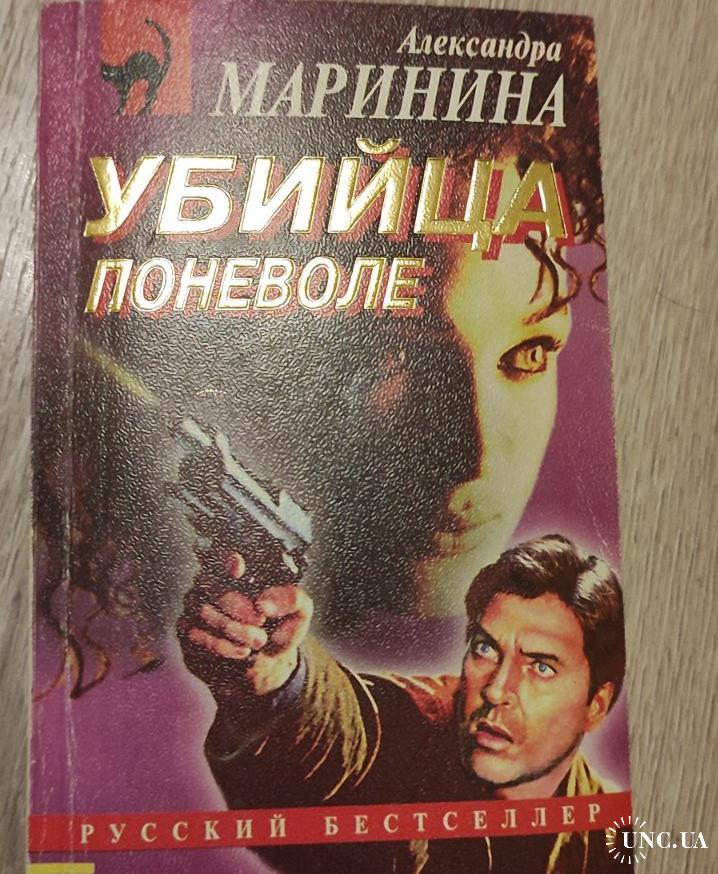 Александра
МАРИНИНА
УБИЙЦА
ПОНЕВОЛЕ
РУССКИЙ БЕСТСЕЛЛЕР
UNC.UA